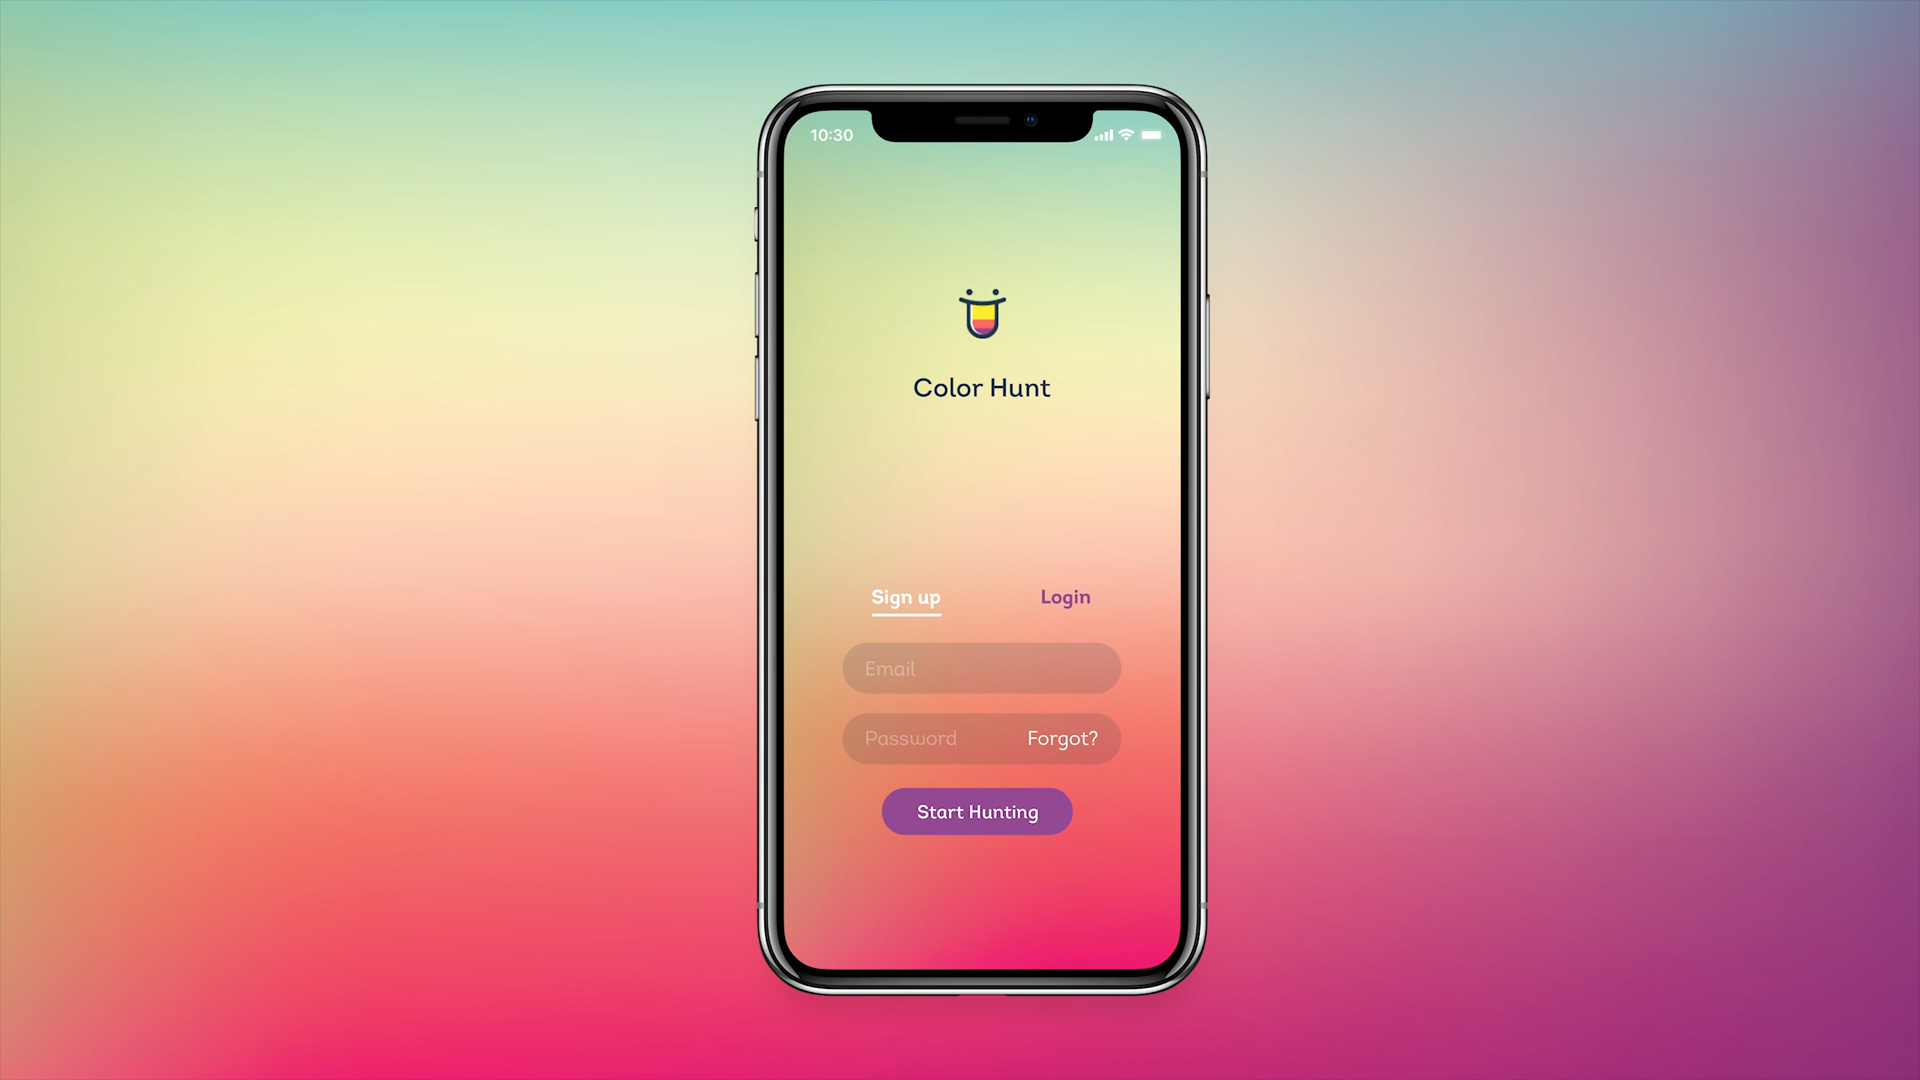 10:30
Color Hunt
Sign up Login
Email
Password Forgot?
Start Hunting